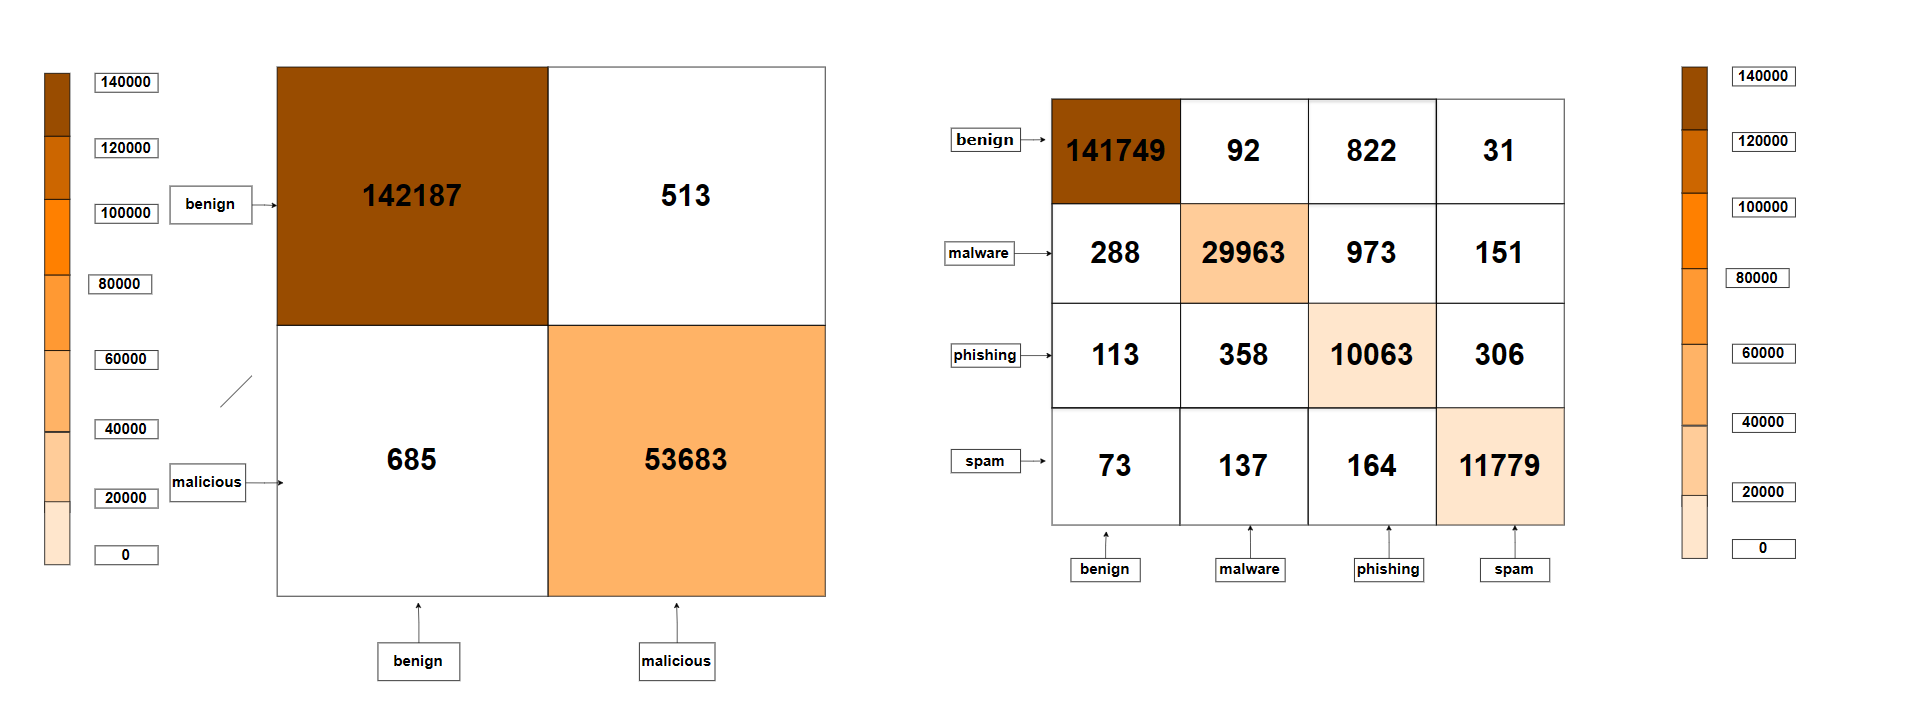 140000
120000
100000
80000
60000
40000
20000
0
benign
malicious
142187 513
685 53683
benign malicious
benign 141749 92 822 31
malware 288 29963 973 151
phishing 113 358 10063 306
spam 73 137 164 11779
benign malware phishing spam
140000
120000
100000
80000
60000
40000
20000
0